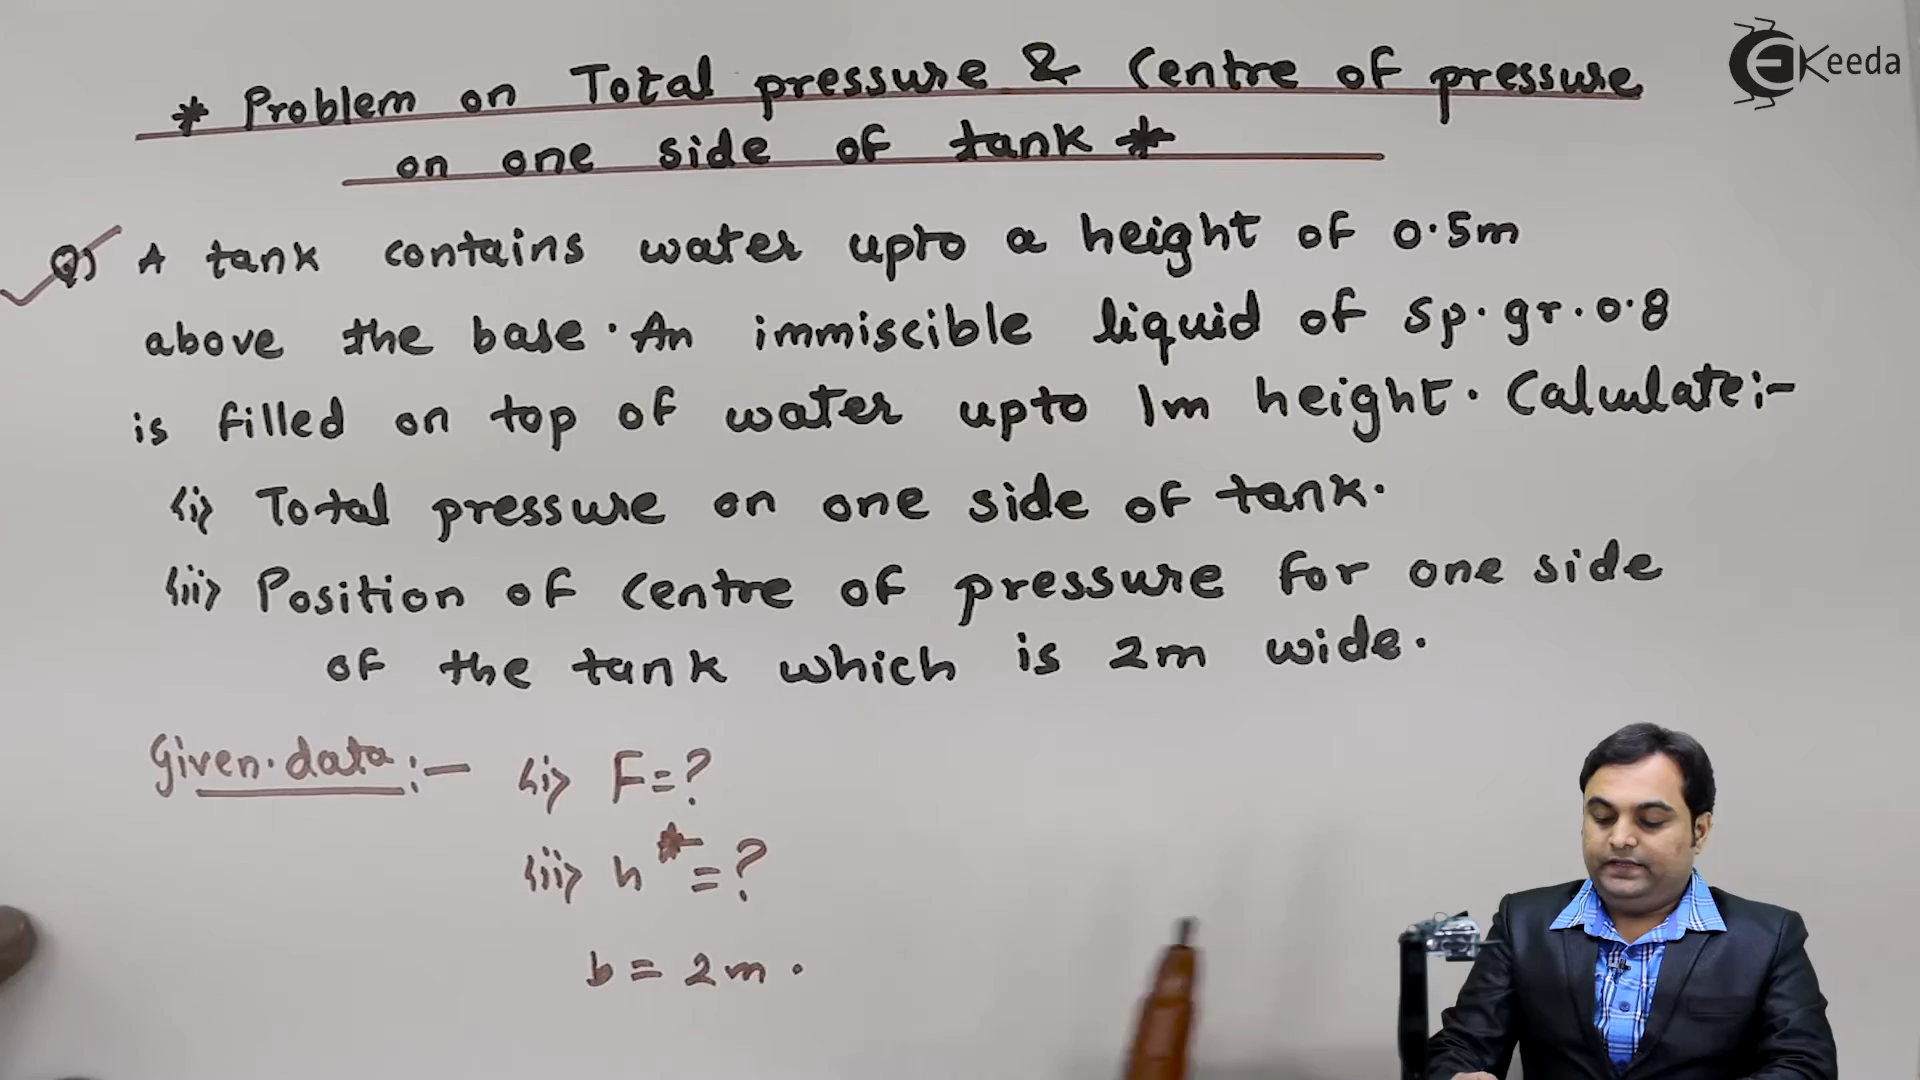 EKeeda
* Problem on Total pressure & Centre of pressure
on one side of tank *
Q) A tank contains water upto a height of 0.5m
above the base. An immiscible liquid of sp.gr.0.8
is filled on top of water upto 1m height. Calculate:-
(i) Total pressure on one side of tank.
(ii) Position of centre of pressure for one side
of the tank which is 2m wide.
Given.data:- (i) F=?
(ii) h*=?
b = 2m.